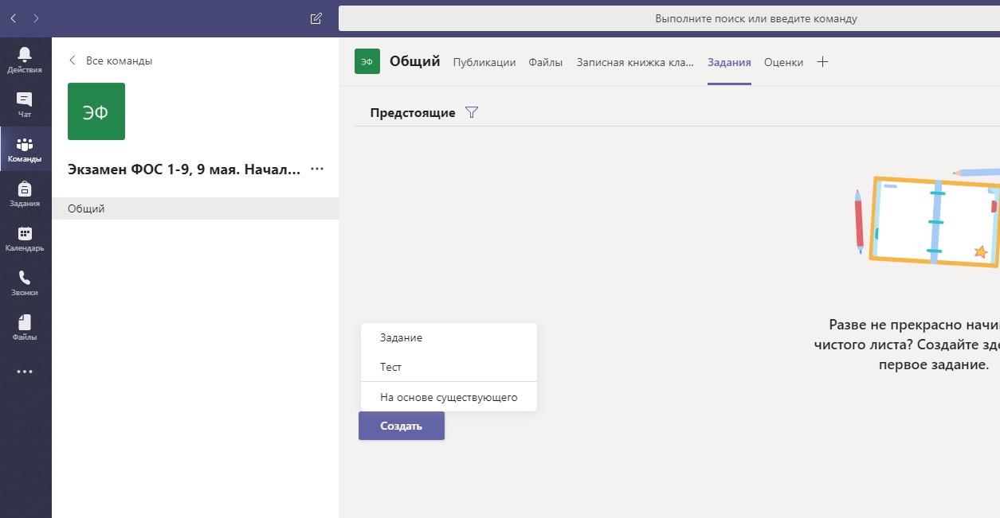 Выполните поиск или введите команду
Действия
Чат
Команды
Задания
Календарь
Звонки
Файлы
Все команды
ЭФ
Экзамен ФОС 1-9, 9 мая. Начал... ...
Общий
ЭФ Общий Публикации Файлы Записная книжка кла... Задания Оценки +
Предстоящие
Разве не прекрасно начи
чистого листа? Создайте зде
первое задание.
Задание
Тест
На основе существующего
Создать